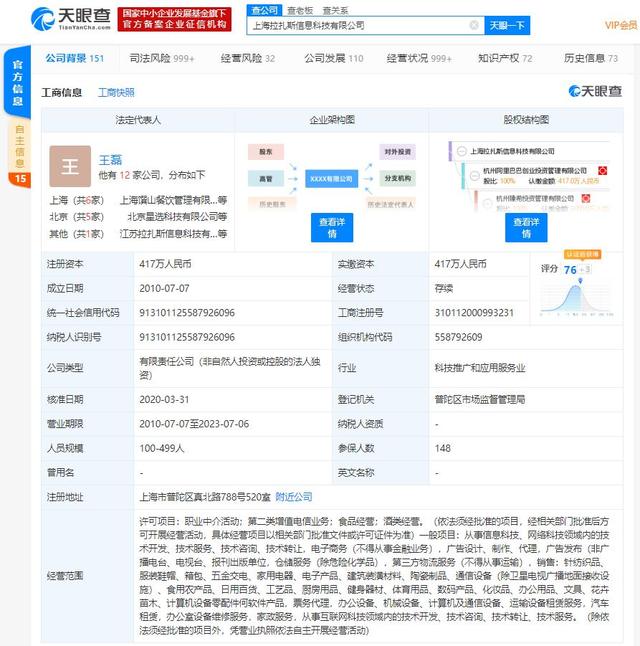 天眼查
TianYanCha.com
国家中小企业发展基金旗下
官方备案企业征信机构
查公司 查老板 查关系
上海拉扎斯信息科技有限公司
天眼一下
VIP会员
官方信息
自主信息
15
公司背景 151
司法风险 999+
经营风险 32
公司发展 110
经营状况 999+
知识产权 72
历史信息 73
工商信息 工商快照
天眼查
法定代表人 企业架构图 股权结构图
王
王磊
他有 12 家公司，分布如下
上海（共6家） 上海湍山餐饮管理有限...等
北京（共5家） 北京星选科技有限公司等
其他（共1家） 江苏拉扎斯信息科技有...等
股东
高管
历史股东
XXXX有限公司
对外投资
分支机构
历史法定代表人
查看详情
上海拉扎斯信息科技有限公司
杭州阿里巴巴创业投资管理有限公司
股比：100% 认缴金额：417.0万人民币
杭州臻希投资管理有限公司
查看详情
注册资本 417万人民币 实缴资本 417万人民币
评分 76
成立日期 2010-07-07 经营状态 存续
统一社会信用代码 913101125587926096 工商注册号 310112000993231
纳税人识别号 913101125587926096 组织机构代码 558792609
公司类型 有限责任公司（非自然人投资或控股的法人独资） 行业 科技推广和应用服务业
核准日期 2020-03-31 登记机关 普陀区市场监督管理局
营业期限 2010-07-07至2023-07-06 纳税人资质 -
人员规模 100-499人 参保人数 148
曾用名 - 英文名称 -
注册地址 上海市普陀区真北路788号520室 附近公司
经营范围
许可项目：职业中介活动；第二类增值电信业务；食品经营；酒类经营。（依法须经批准的项目，经相关部门批准后方
可开展经营活动，具体经营项目以相关部门批准文件或许可证件为准）一般项目：从事信息科技、网络科技领域内的技
术开发、技术服务、技术咨询、技术转让，电子商务（不得从事金融业务），广告设计、制作、代理，广告发布（非广
播电台、电视台、报刊出版单位，仓储服务（除危险化学品），第三方物流服务（不得从事运输），销售：针纺织品、
服装鞋帽、箱包、五金交电、家用电器、电子产品、建筑装潢材料、陶瓷制品、通信设备（除卫星电视广播地面接收设
施）、食用农产品、日用百货、工艺品、厨房用品、健身器材、体育用品、数码产品、化妆品、办公用品、文具、花卉
苗木、计算机设备零配件何软件产品，票务代理，办公设备、机械设备、计算机及通信设备、运输设备租赁服务，汽车
租赁，办公室设备维修服务，家政服务，从事互联网科技领域内的技术开发、技术咨询、技术转让、技术服务。（除
依法须经批准的项目外，凭营业执照依法自主开展经营活动）